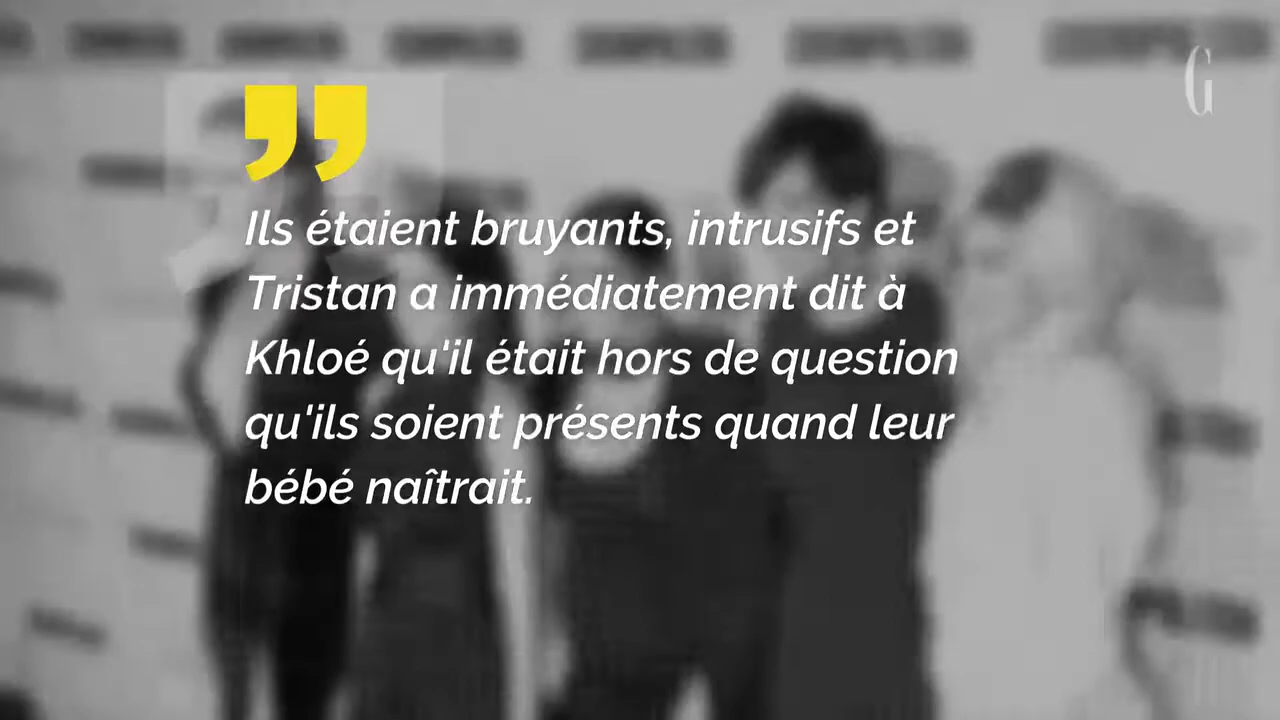 G
Ils étaient bruyants, intrusifs et
Tristan a immédiatement dit à
Khloé qu'il était hors de question
qu'ils soient présents quand leur
bébé naîtrait.